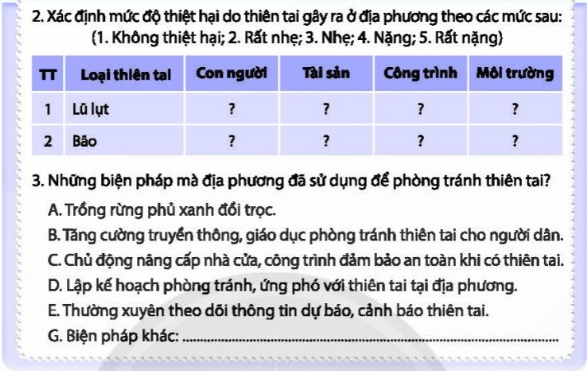 2. Xác định mức độ thiệt hại do thiên tai gây ra ở địa phương theo các mức sau:
(1. Không thiệt hại; 2. Rất nhẹ; 3. Nhẹ; 4. Nặng; 5. Rất nặng)
TT Loại thiên tai Con người Tài sản Công trình Môi trường
1 Lũ lụt ? ? ? ?
2 Bão ? ? ? ?
3. Những biện pháp mà địa phương đã sử dụng để phòng tránh thiên tai?
A. Trồng rừng phủ xanh đồi trọc.
B. Tăng cường truyền thông, giáo dục phòng tránh thiên tai cho người dân.
C. Chủ động nâng cấp nhà cửa, công trình đảm bảo an toàn khi có thiên tai.
D. Lập kế hoạch phòng tránh, ứng phó với thiên tai tại địa phương.
E. Thường xuyên theo dõi thông tin dự báo, cảnh báo thiên tai.
G. Biện pháp khác: ........................................